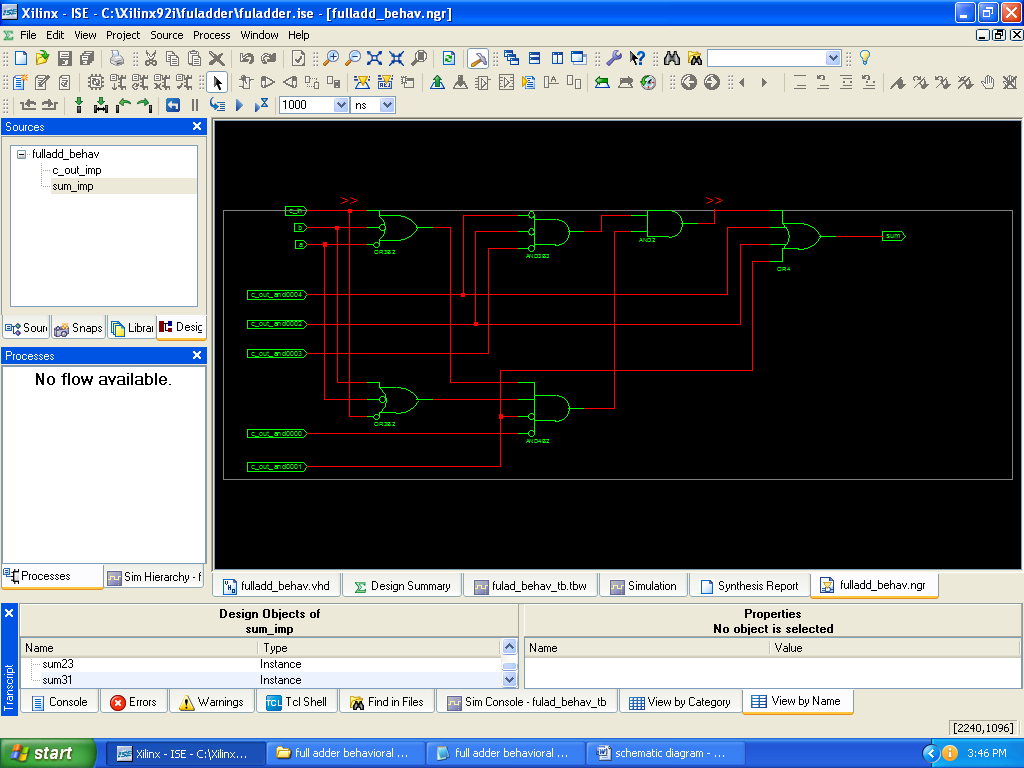 Xilinx - ISE - C:\Xilinx92i\fuladder\fuladder.ise - [fulladd_behav.ngr]
File Edit View Project Source Process Window Help
1000 ns
Sources
fulladd_behav
c_out_imp
sum_imp
Sour Snaps Librai Desig
Processes
No flow available.
Processes Sim Hierarchy - f
>> >>
c_in
b
a
OR3B2
AND3B3
AND2
OR4
sum
c_out_and0004
c_out_and0002
c_out_and0003
OR3B2
AND4B2
c_out_and0000
c_out_and0001
fulladd_behav.vhd Design Summary fulad_behav_tb.tbw Simulation Synthesis Report fulladd_behav.ngr
Transcript
Design Objects of
sum_imp
Name Type
sum23 Instance
sum31 Instance
Properties
No object is selected
Name Value
Console Errors Warnings Tcl Shell Find in Files Sim Console - fulad_behav_tb View by Category View by Name
[2240,1096]
start Xilinx - ISE - C:\Xilinx... full adder behavioral ... full adder behavioral ... schematic diagram - ... 3:46 PM